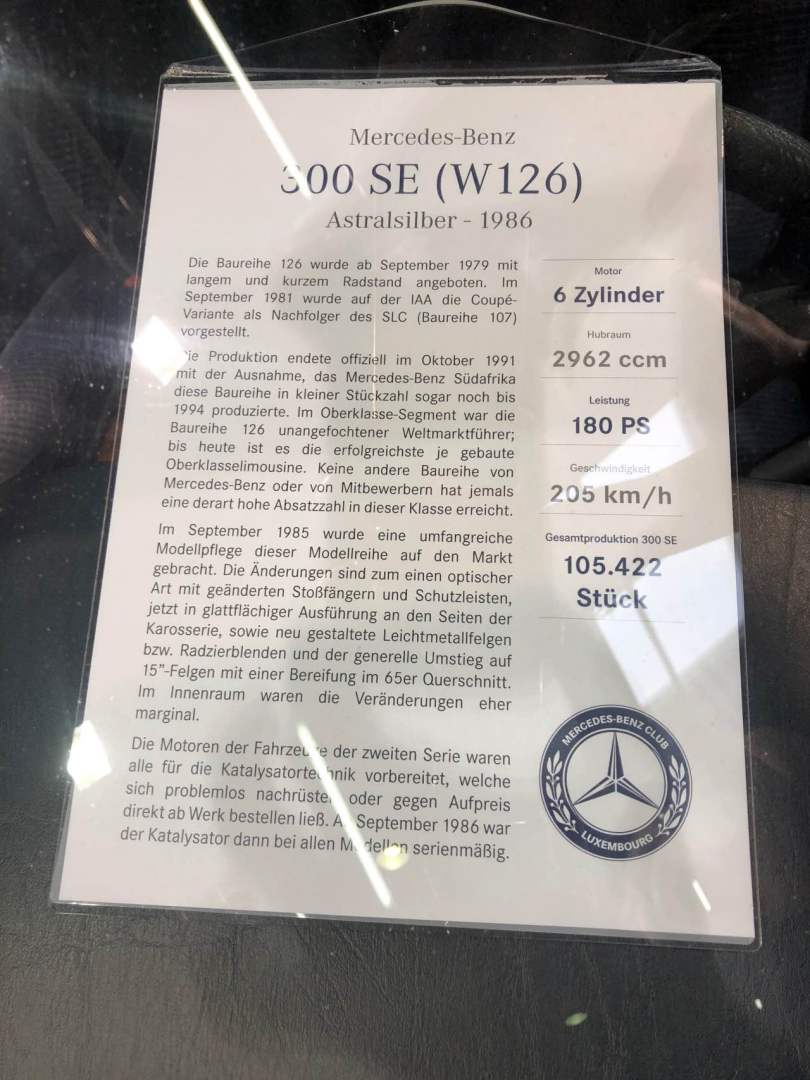 Mercedes-Benz
300 SE (W126)
Astralsilber - 1986
Die Baureihe 126 wurde ab September 1979 mit
langem und kurzem Radstand angeboten. Im
September 1981 wurde auf der IAA die Coupé-
Variante als Nachfolger des SLC (Baureihe 107)
vorgestellt.
Die Produktion endete offiziell im Oktober 1991
mit der Ausnahme, das Mercedes-Benz Südafrika
diese Baureihe in kleiner Stückzahl sogar noch bis
1994 produzierte. Im Oberklasse-Segment war die
Baureihe 126 unangefochtener Weltmarktführer;
bis heute ist es die erfolgreichste je gebaute
Oberklasselimousine. Keine andere Baureihe von
Mercedes-Benz oder von Mitbewerbern hat jemals
eine derart hohe Absatzzahl in dieser Klasse erreicht.
Im September 1985 wurde eine umfangreiche
Modellpflege dieser Modellreihe auf den Markt
gebracht. Die Änderungen sind zum einen optischer
Art mit geänderten Stoßfängern und Schutzleisten,
jetzt in glattflächiger Ausführung an den Seiten der
Karosserie, sowie neu gestaltete Leichtmetallfelgen
bzw. Radzierblenden und der generelle Umstieg auf
15”-Felgen mit einer Bereifung im 65er Querschnitt.
Im Innenraum waren die Veränderungen eher
marginal.
Die Motoren der Fahrzeuge der zweiten Serie waren
alle für die Katalysatortechnik vorbereitet, welche
sich problemlos nachrüsten oder gegen Aufpreis
direkt ab Werk bestellen ließ. Ab September 1986 war
der Katalysator dann bei allen Modellen serienmäßig.
Motor
6 Zylinder
Hubraum
2962 ccm
Leistung
180 PS
Geschwindigkeit
205 km/h
Gesamtproduktion 300 SE
105.422
Stück
MERCEDES-BENZ CLUB
LUXEMBOURG